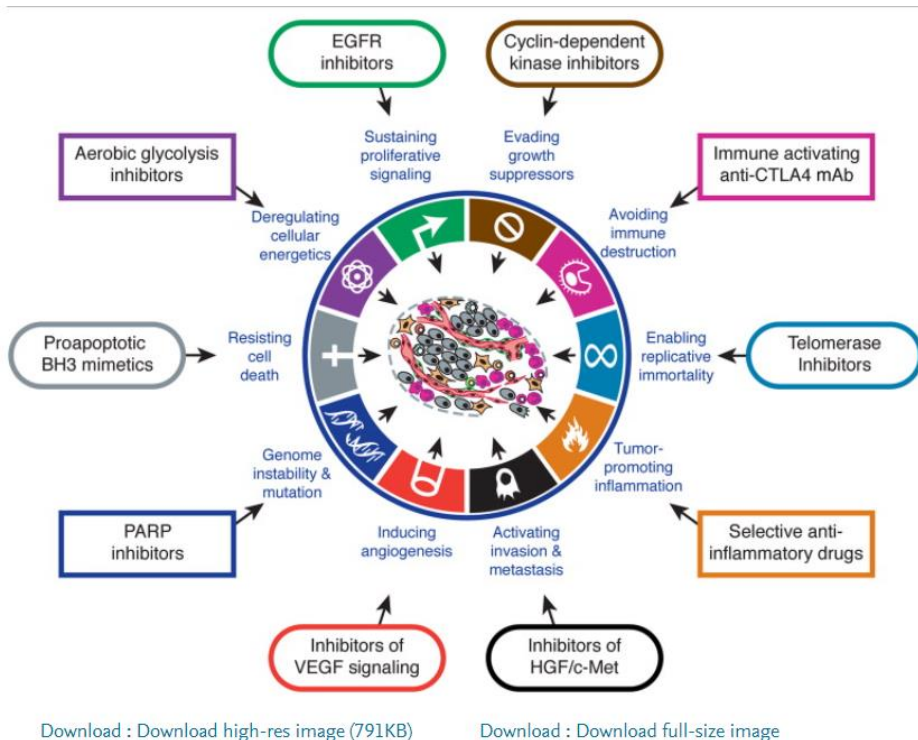 EGFR
inhibitors
Cyclin-dependent
kinase inhibitors
Sustaining
proliferative
signaling
Evading
growth
suppressors
Aerobic glycolysis
inhibitors
Immune activating
anti-CTLA4 mAb
Deregulating
cellular
energetics
Avoiding
immune
destruction
Proapoptotic
BH3 mimetics
Resisting
cell
death
Enabling
replicative
immortality
Telomerase
Inhibitors
Genome
instability &
mutation
Tumor-
promoting
inflammation
PARP
inhibitors
Inducing
angiogenesis
Activating
invasion &
metastasis
Selective anti-
inflammatory drugs
Inhibitors of
VEGF signaling
Inhibitors of
HGF/c-Met
Download : Download high-res image (791KB)
Download : Download full-size image